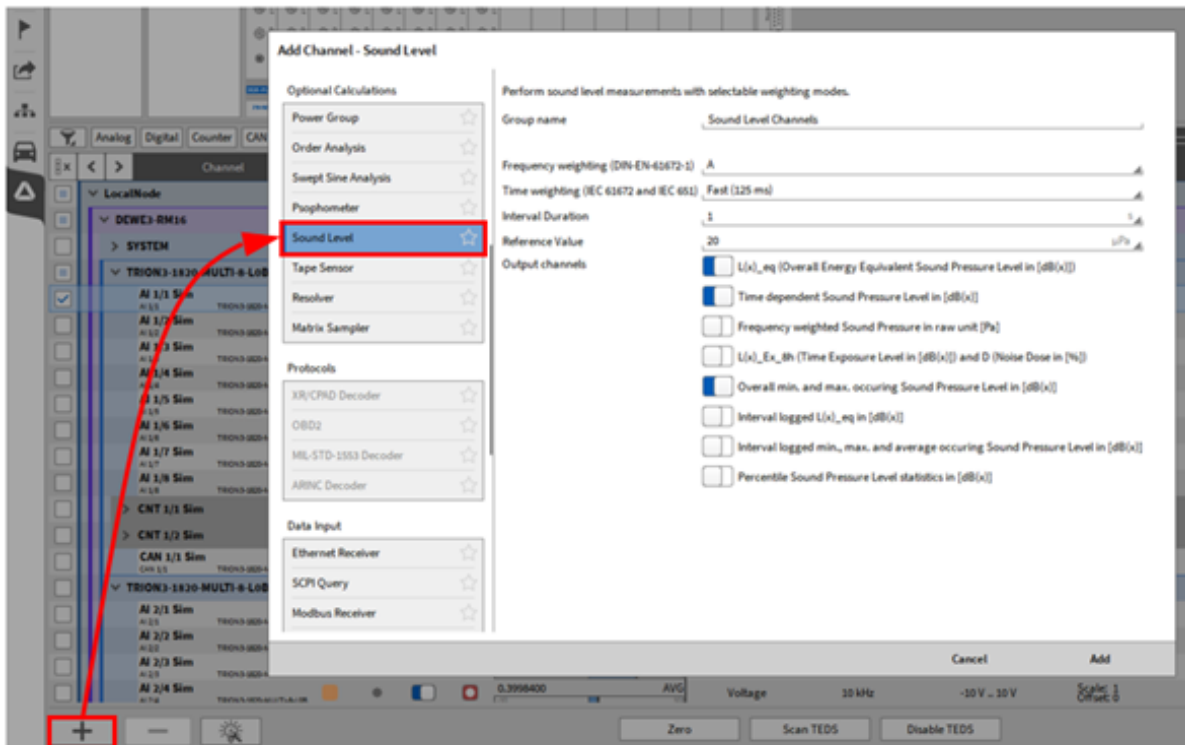 Add Channel - Sound Level
Optional Calculations
Power Group
Order Analysis
Swept Sine Analysis
Psophometer
Sound Level
Tape Sensor
Resolver
Matrix Sampler
Protocols
XR/CPAD Decoder
OBD2
MIL-STD-1553 Decoder
ARINC Decoder
Data Input
Ethernet Receiver
SCPI Query
Modbus Receiver
Perform sound level measurements with selectable weighting modes.
Group name Sound Level Channels
Frequency weighting (DIN-EN-61672-1) A
Time weighting (IEC 61672 and IEC 651) Fast (125 ms)
Interval Duration 1 s
Reference Value 20 µPa
Output channels
L(x)_eq (Overall Energy Equivalent Sound Pressure Level in [dB(x)])
Time dependent Sound Pressure Level in [dB(x)]
Frequency weighted Sound Pressure in raw unit [Pa]
L(x)_Ex_8h (Time Exposure Level in [dB(x)]) and D (Noise Dose in [%])
Overall min. and max. occuring Sound Pressure Level in [dB(x)]
Interval logged L(x)_eq in [dB(x)]
Interval logged min., max. and average occuring Sound Pressure Level in [dB(x)]
Percentile Sound Pressure Level statistics in [dB(x)]
Cancel Add
Analog Digital Counter CAN
Channel
LocalNode
DEWE3-RM16
SYSTEM
TRION3-1820-MULTI-8-L0B
AI 1/1 Sim
AI 1/2 Sim
AI 1/3 Sim
AI 1/4 Sim
AI 1/5 Sim
AI 1/6 Sim
AI 1/7 Sim
AI 1/8 Sim
CNT 1/1 Sim
CNT 1/2 Sim
CAN 1/1 Sim
TRION3-1820-MULTI-8-L0B
AI 2/1 Sim
AI 2/2 Sim
AI 2/3 Sim
AI 2/4 Sim
0.3998400 AVG Voltage 10 kHz -10 V .. 10 V Scale: 1
Offset: 0
Zero Scan TEDS Disable TEDS